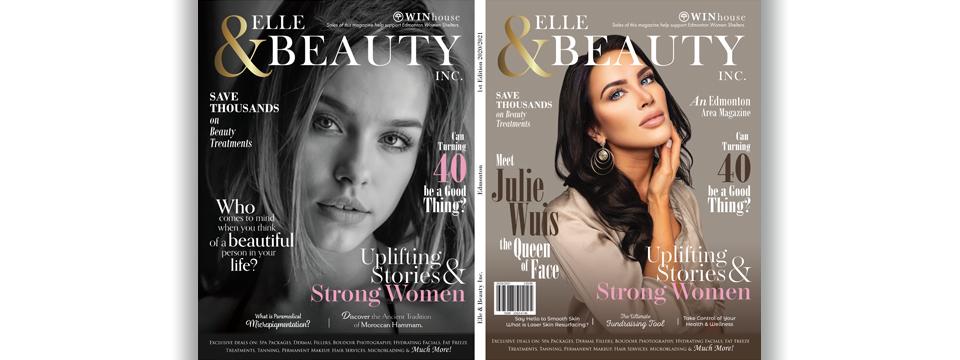 WINhouse
Sales of this magazine help support Edmonton Women Shelters.
ELLE
&BEAUTY
INC.
SAVE
THOUSANDS
on
Beauty
Treatments
Can
Turning
40
be a Good
Thing?
Who
comes to mind
when you think
of a beautiful
person in your
life?
Uplifting
Stories &
Strong Women
What is Paramedical
Micropigmentation?
Discover the Ancient Tradition
of Moroccan Hammam.
Exclusive deals on: Spa Packages, Dermal Fillers, Boudoir Photography, Hydrating Facials, Fat Freeze
Treatments, Tanning, Permanent Makeup, Hair Services, Microblading & Much More!
1st Edition 2020/2021
Edmonton
Elle & Beauty Inc.
WINhouse
Sales of this magazine help support Edmonton Women Shelters.
ELLE
&BEAUTY
INC.
SAVE
THOUSANDS
on Beauty
Treatments
An Edmonton
Area Magazine
Can
Turning
40
be a Good
Thing?
Meet
Julie
Wuis
the Queen
of Face
Uplifting
Stories &
Strong Women
Say Hello to Smooth Skin
What is Laser Skin Resurfacing?
The Ultimate
Fundraising Tool
Take Control of Your
Health & Wellness
Exclusive deals on: Spa Packages, Dermal Fillers, Boudoir Photography, Hydrating Facials, Fat Freeze
Treatments, Tanning, Permanent Makeup, Hair Services, Microblading & Much More!